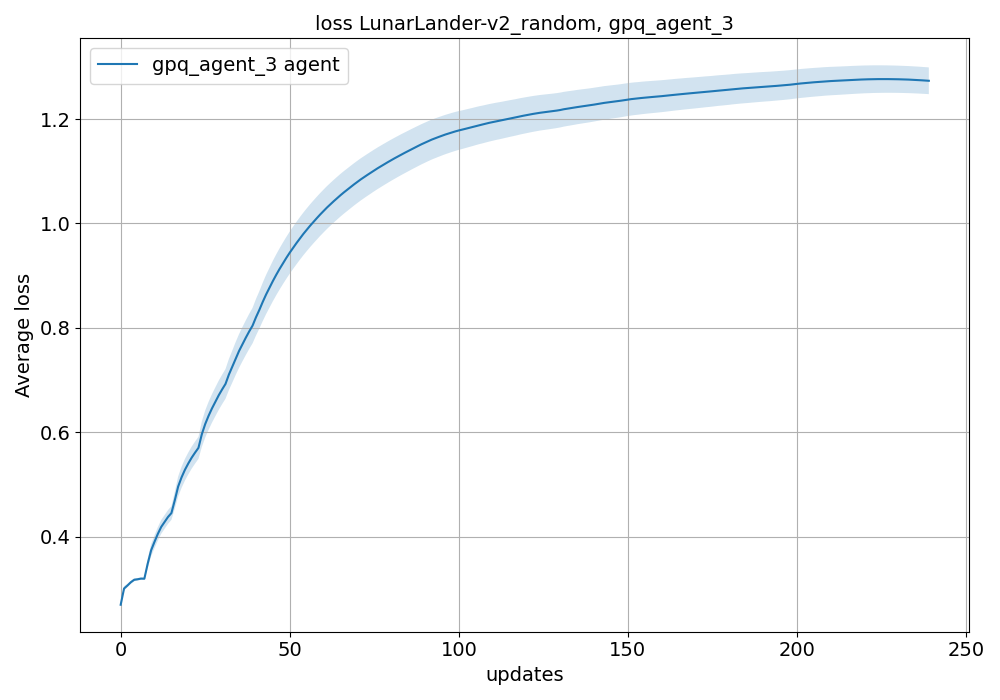 loss LunarLander-v2_random, gpq_agent_3
gpq_agent_3 agent
Average loss
1.2
1.0
0.8
0.6
0.4
0 50 100 150 200 250
updates